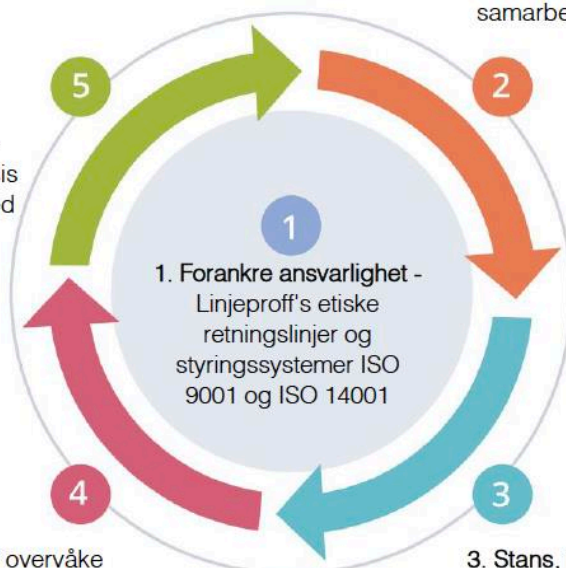 samarbe
5
2
is
ed
1
1. Forankre ansvarlighet -
Linjeproff's etiske
retningslinjer og
styringssystemer ISO
9001 og ISO 14001
4
3
overvåke
3. Stans,